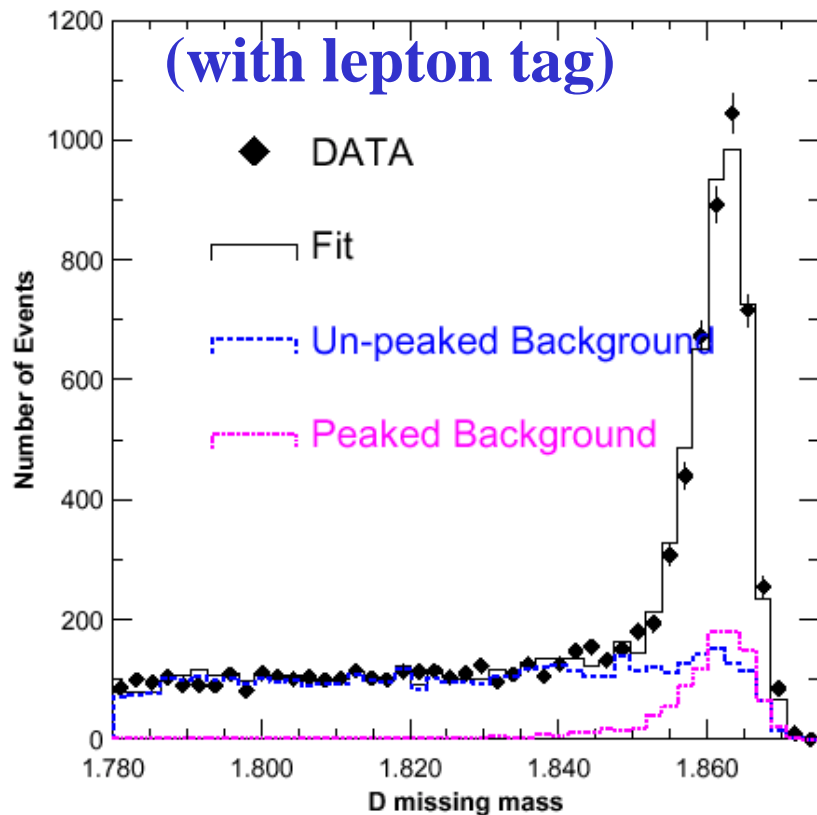 (with lepton tag)
DATA
Fit
Un-peaked Background
Peaked Background
Number of Events
1200
1000
800
600
400
200
0
1.780 1.800 1.820 1.840 1.860
D missing mass